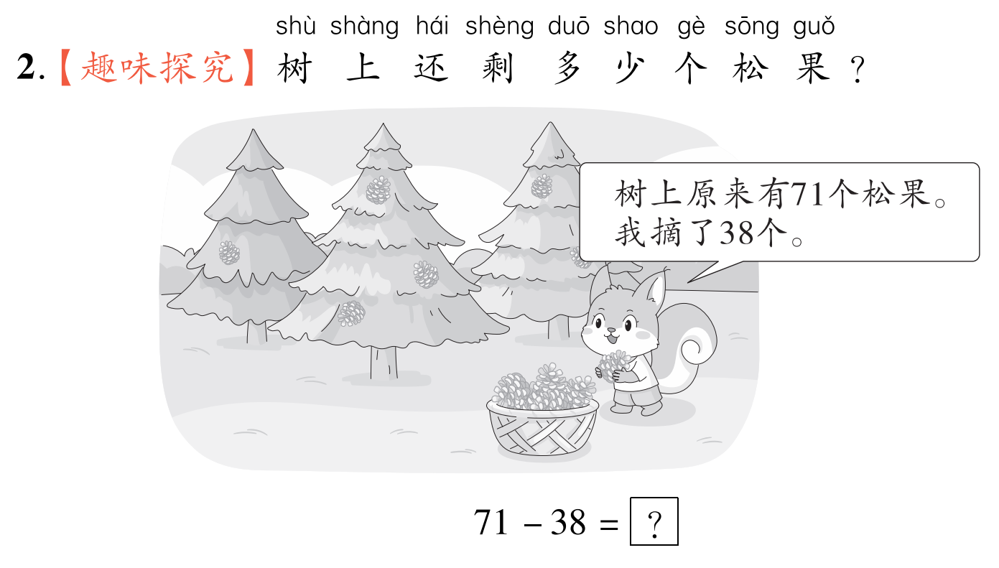 shù shàng hái shèng duō shao gè sōng guǒ
2.【趣味探究】树上还剩多少个松果？
树上原来有71个松果。
我摘了38个。
71 – 38 = ?